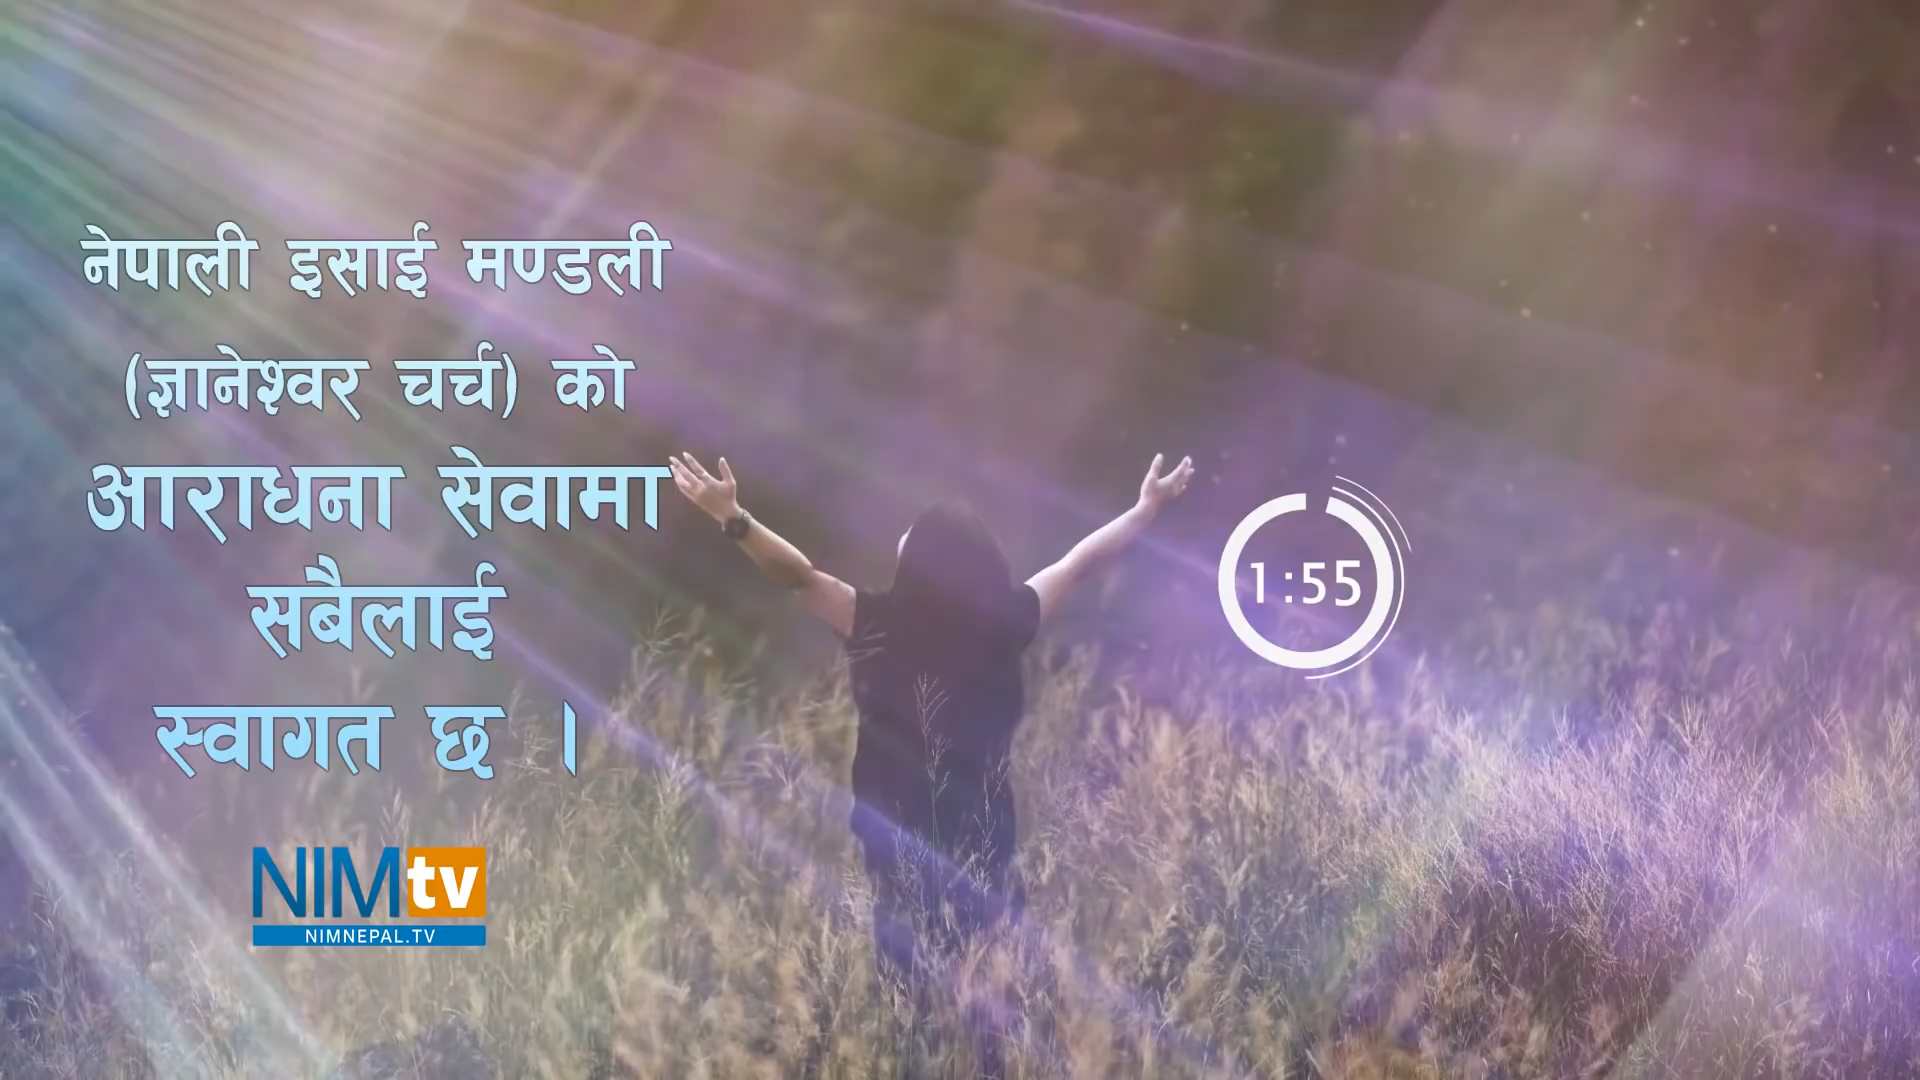 नेपाली इसाई मण्डली
(ज्ञानेश्वर चर्च) को
आराधना सेवामा
सबैलाई
स्वागत छ ।
1:55
NIMtv
NIMNEPAL.TV